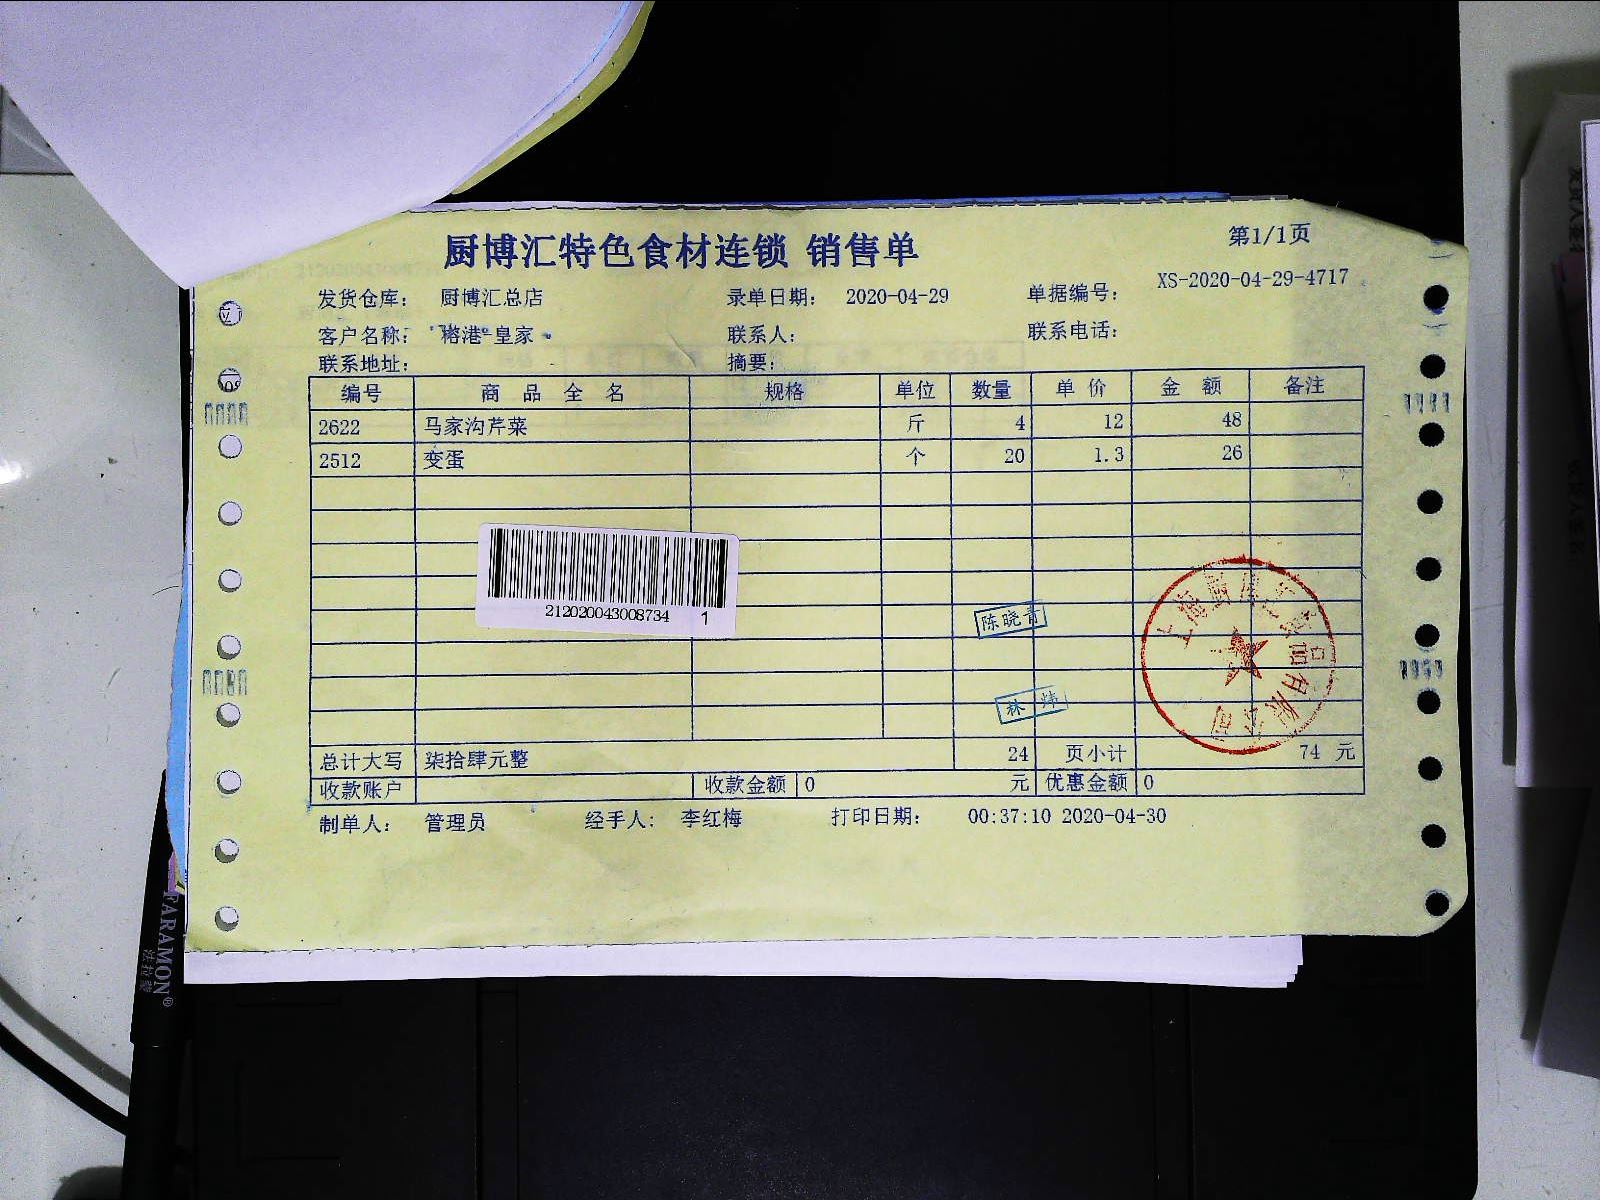 厨博汇特色食材连锁 销售单
第1/1页
发货仓库: 厨博汇总店 录单日期: 2020-04-29 单据编号: XS-2020-04-29-4717
客户名称: 榕港-皇家 联系人: 联系电话:
联系地址: 摘要:
编号 商品全名 规格 单位 数量 单价 金额 备注
2622 马家沟芹菜 斤 4 12 48
2512 变蛋 个 20 1.3 26
212020043008734 1
陈晓青
林炜
总计大写 柒拾肆元整 24 页小计 74 元
收款账户 收款金额 0 元 优惠金额 0
制单人: 管理员 经手人: 李红梅 打印日期: 00:37:10 2020-04-30
FARAMON®
法拉蒙